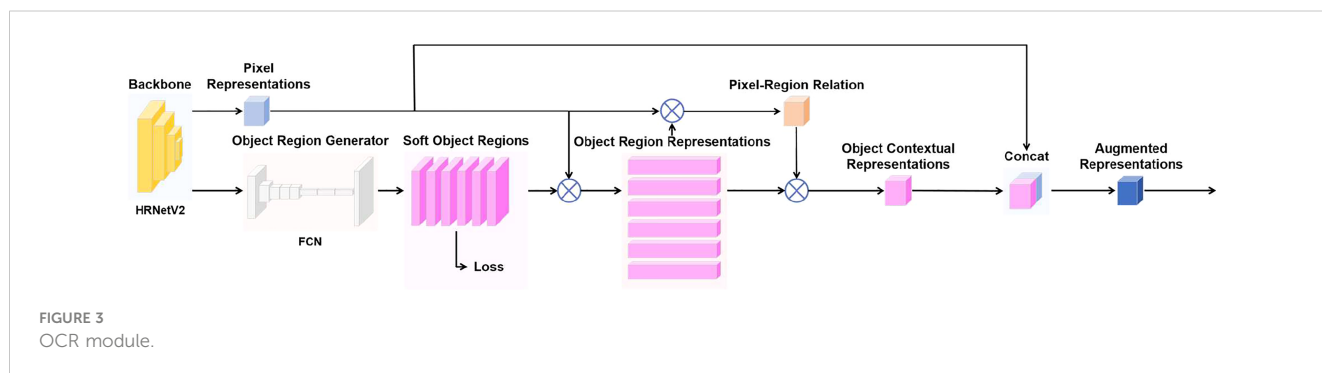 Backbone
Pixel
Representations
Pixel-Region Relation
Object Region Generator
Soft Object Regions
Object Region Representations
Object Contextual
Representations
Concat
Augmented
Representations
HRNetV2
FCN
Loss
FIGURE 3
OCR module.